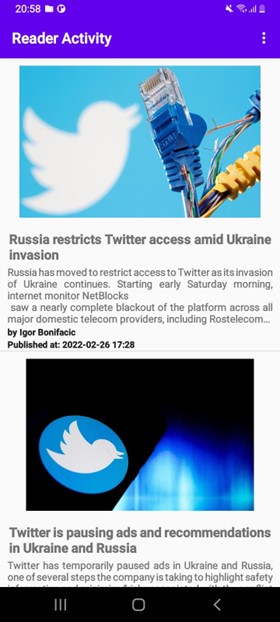 20:58
Reader Activity
Russia restricts Twitter access amid Ukraine
invasion
Russia has moved to restrict access to Twitter as its invasion
of Ukraine continues. Starting early Saturday morning,
internet monitor NetBlocks
saw a nearly complete blackout of the platform across all
major domestic telecom providers, including Rostelecom...
by Igor Bonifacic
Published at: 2022-02-26 17:28
Twitter is pausing ads and recommendations
in Ukraine and Russia
Twitter has temporarily paused ads in Ukraine and Russia,
one of several steps the company is taking to highlight safety